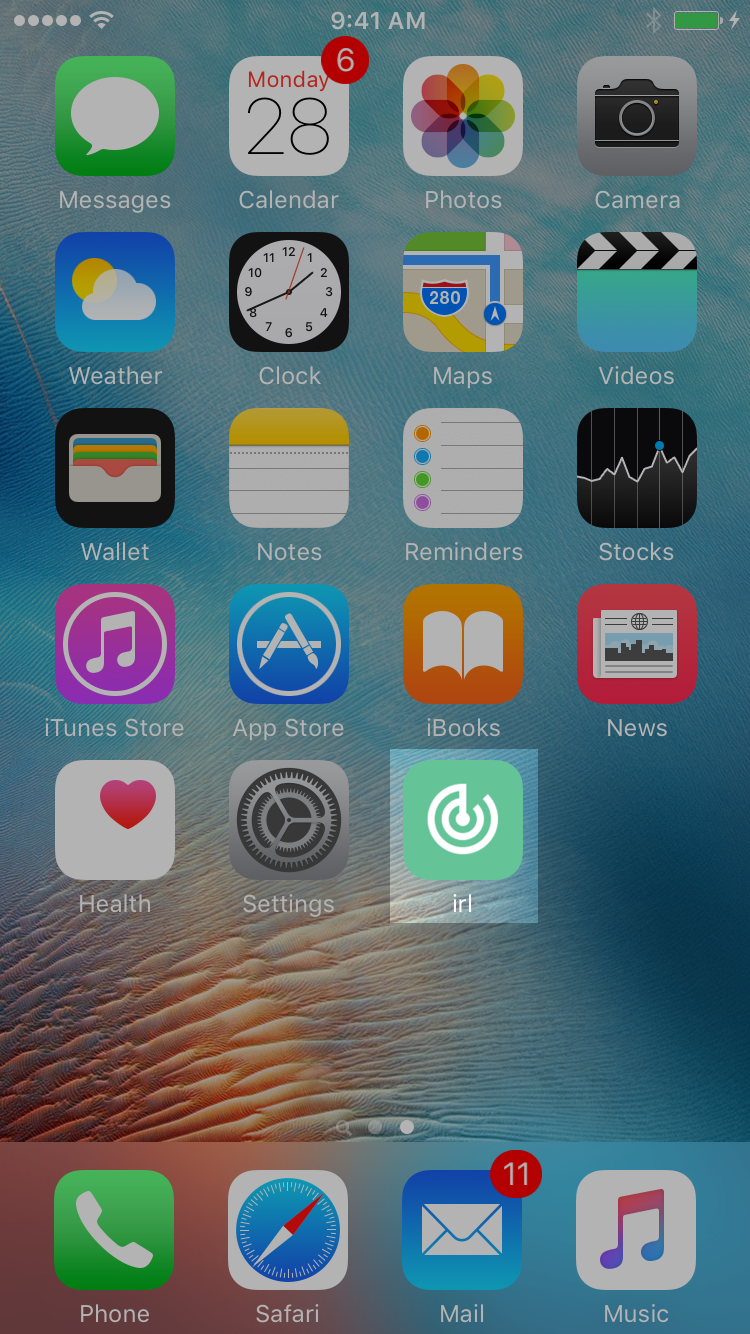 9:41 AM
6
Monday
28
Messages
Calendar
Photos
Camera
12
11
1
10
2
9
3
8
4
7
5
6
280
Weather
Clock
Maps
Videos
Wallet
Notes
Reminders
Stocks
iTunes Store
App Store
iBooks
News
Health
Settings
irl
11
Phone
Safari
Mail
Music